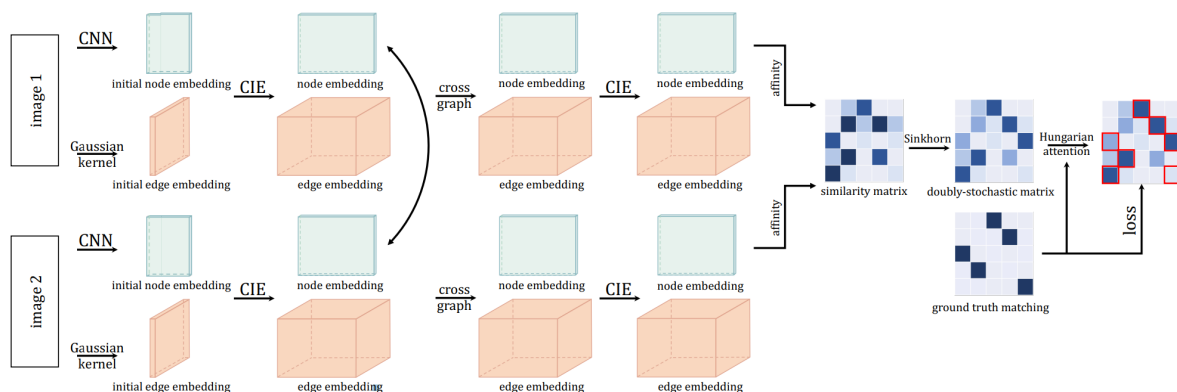 image 1
CNN
initial node embedding
Gaussian
kernel
initial edge embedding
CIE
node embedding
edge embedding
cross
graph
node embedding
edge embedding
CIE
node embedding
edge embedding
affinity
image 2
CNN
initial node embedding
Gaussian
kernel
initial edge embedding
CIE
node embedding
edge embedding
cross
graph
node embedding
edge embedding
CIE
node embedding
edge embedding
affinity
similarity matrix
Sinkhorn
doubly-stochastic matrix
Hungarian
attention
loss
ground truth matching